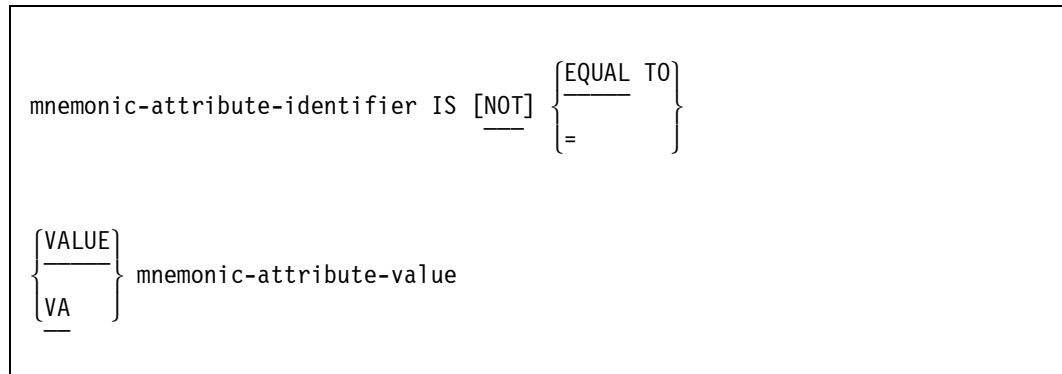 EQUAL TO
mnemonic-attribute-identifier IS [NOT]
=
VALUE
mnemonic-attribute-value
VA